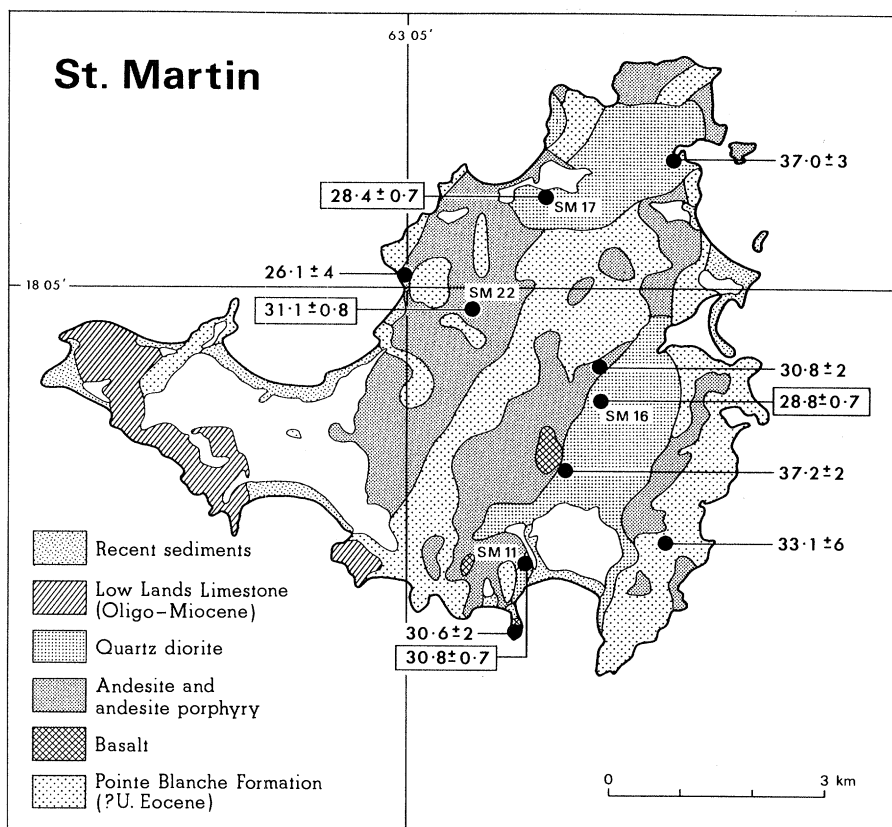 63 05′
St. Martin
37·0±3
28·4±0·7
SM 17
26·1±4
18 05′
SM 22
31·1±0·8
30·8±2
28·8±0·7
SM 16
37·2±2
33·1±6
SM 11
30·6±2
30·8±0·7
Recent sediments
Low Lands Limestone
(Oligo-Miocene)
Quartz diorite
Andesite and
andesite porphyry
Basalt
Pointe Blanche Formation
(?U. Eocene)
0 3 km